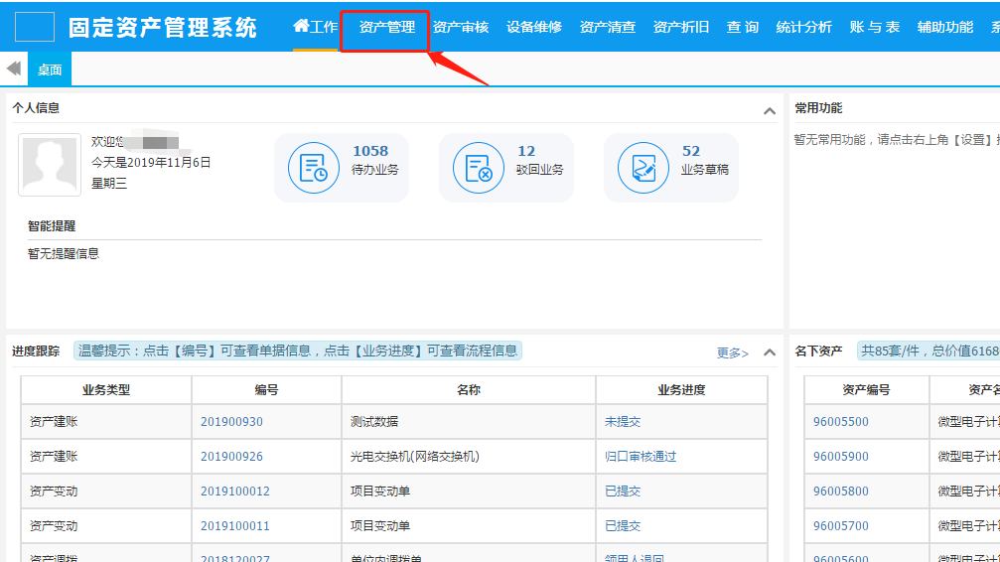 固定资产管理系统 工作 资产管理 资产审核 设备维修 资产清查 资产折旧 查 询 统计分析 账 与 表 辅助功能
桌面
个人信息
欢迎您
今天是2019年11月6日
星期三
1058
待办业务
12
驳回业务
52
业务草稿
智能提醒
暂无提醒信息
常用功能
暂无常用功能，请点击右上角【设置】
进度跟踪 温馨提示：点击【编号】可查看单据信息，点击【业务进度】可查看流程信息 更多>
业务类型 编号 名称 业务进度
资产建账 201900930 测试数据 未提交
资产建账 201900926 光电交换机(网络交换机) 归口审核通过
资产变动 2019100012 项目变动单 已提交
资产变动 2019100011 项目变动单 已提交
资产调拨 2018120027 单位内调拨单 领用人退回
名下资产 共85套/件，总价值6168
资产编号 资产名
96005500 微型电子计
96005900 微型电子计
96005800 微型电子计
96005700 微型电子计
96005600 微型电子计